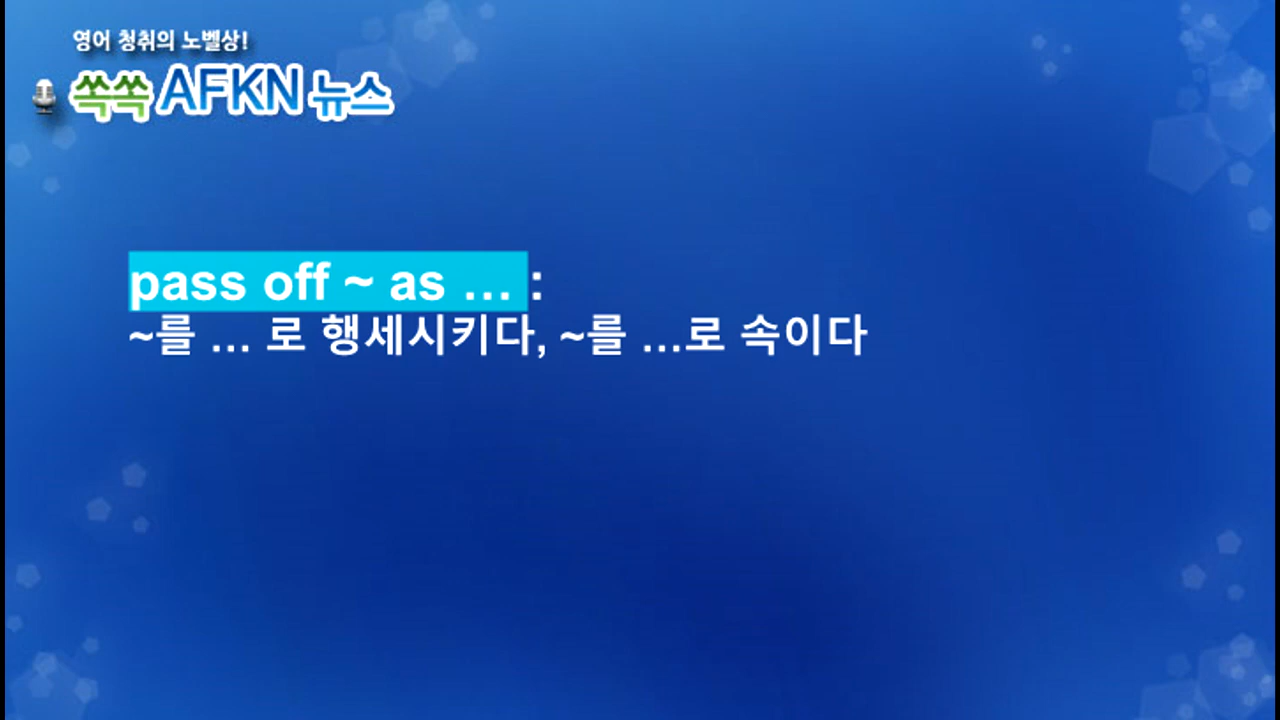 영어 청취의 노벨상!
쏙쏙 AFKN 뉴스
pass off ~ as … :
~를 … 로 행세시키다, ~를 …로 속이다